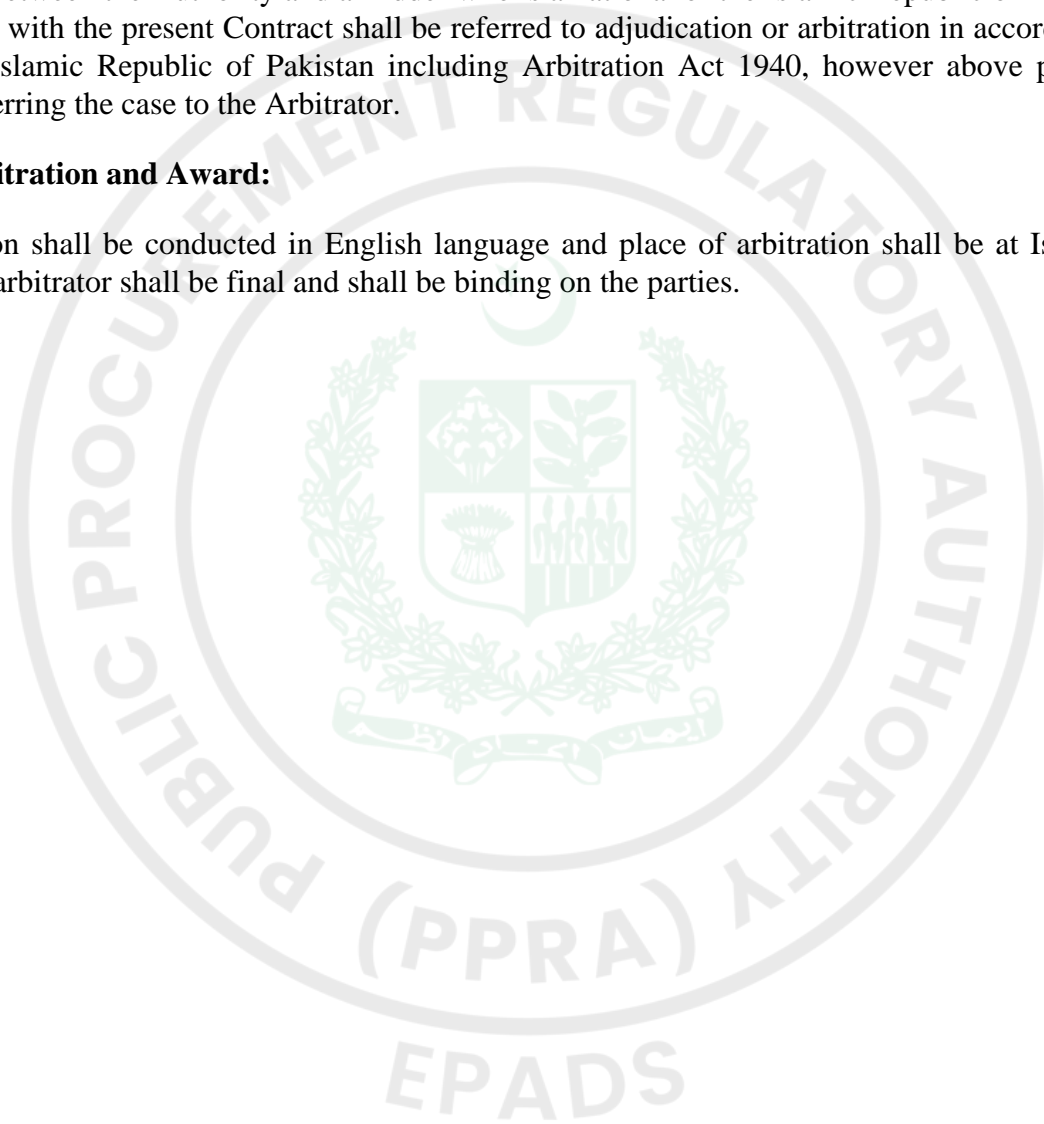 with the present Contract shall be referred to adjudication or arbitration in accor
slamic Republic of Pakistan including Arbitration Act 1940, however above p
erring the case to the Arbitrator.
itration and Award:
on shall be conducted in English language and place of arbitration shall be at Is
arbitrator shall be final and shall be binding on the parties.
PUBLIC PROCUREMENT REGULATORY AUTHORITY
(PPRA)
EPADS